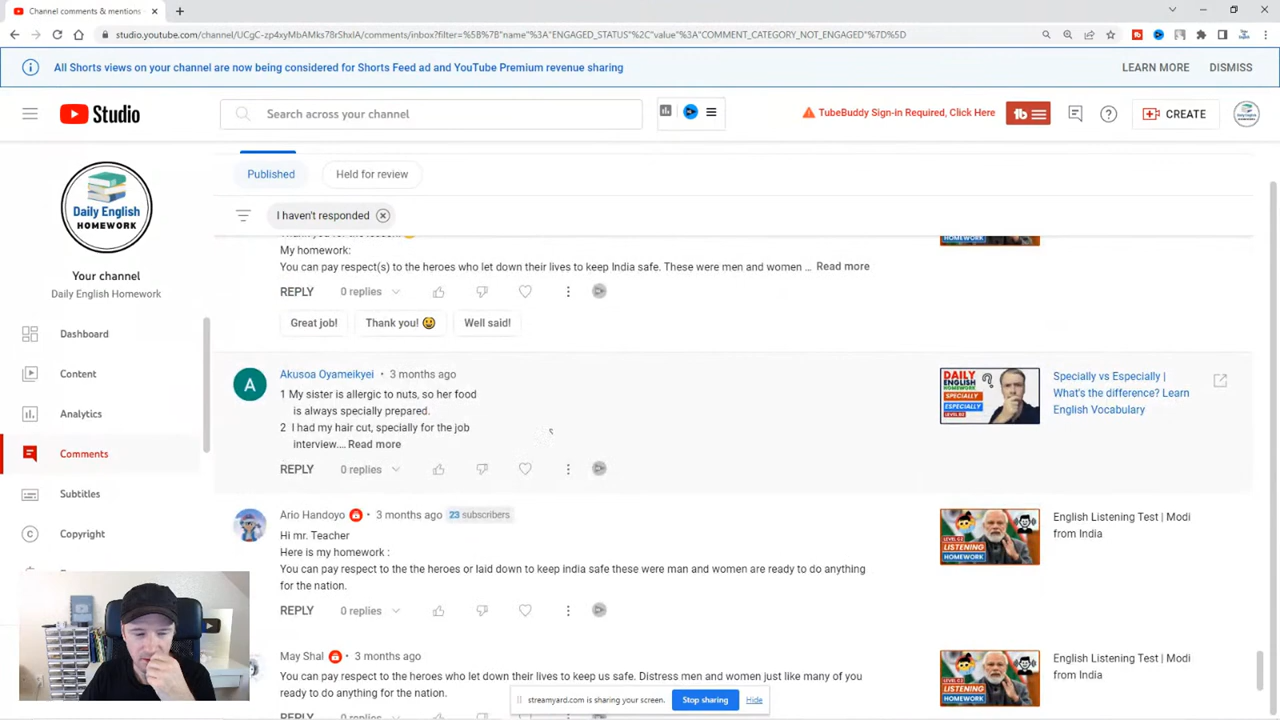 Channel comments & mentions -
studio.youtube.com/channel/UCgC-zp4xyMbAMks78rShxlA/comments/inbox?filter=%5B%7B"name"%3A"ENGAGED_STATUS"%2C"value"%3A"COMMENT_CATEGORY_NOT_ENGAGED"%7D%5D
All Shorts views on your channel are now being considered for Shorts Feed ad and YouTube Premium revenue sharing
LEARN MORE
DISMISS
Studio
Search across your channel
TubeBuddy Sign-in Required, Click Here
tb
CREATE
Published
Held for review
I haven't responded
Daily English
HOMEWORK
Your channel
Daily English Homework
Dashboard
Content
Analytics
Comments
Subtitles
Copyright
My homework:
You can pay respect(s) to the heroes who let down their lives to keep India safe. These were men and women ... Read more
REPLY 0 replies
Great job!
Thank you! 😀
Well said!
A
Akusoa Oyameikyei • 3 months ago
1 My sister is allergic to nuts, so her food
is always specially prepared.
2 I had my hair cut, specially for the job
interview.... Read more
REPLY 0 replies
DAILY
ENGLISH
HOMEWORK
SPECIALLY
ESPECIALLY
Specially vs Especially |
What's the difference? Learn
English Vocabulary
Ario Handoyo • 3 months ago 23 subscribers
Hi mr. Teacher
Here is my homework :
You can pay respect to the the heroes or laid down to keep india safe these were man and women are ready to do anything
for the nation.
REPLY 0 replies
LISTENING
HOMEWORK
English Listening Test | Modi
from India
May Shal • 3 months ago
You can pay respect to the heroes who let down their lives to keep us safe. Distress men and women just like many of you
ready to do anything for the nation.
0 replies
LISTENING
HOMEWORK
English Listening Test | Modi
from India
streamyard.com is sharing your screen.
Stop sharing
Hide